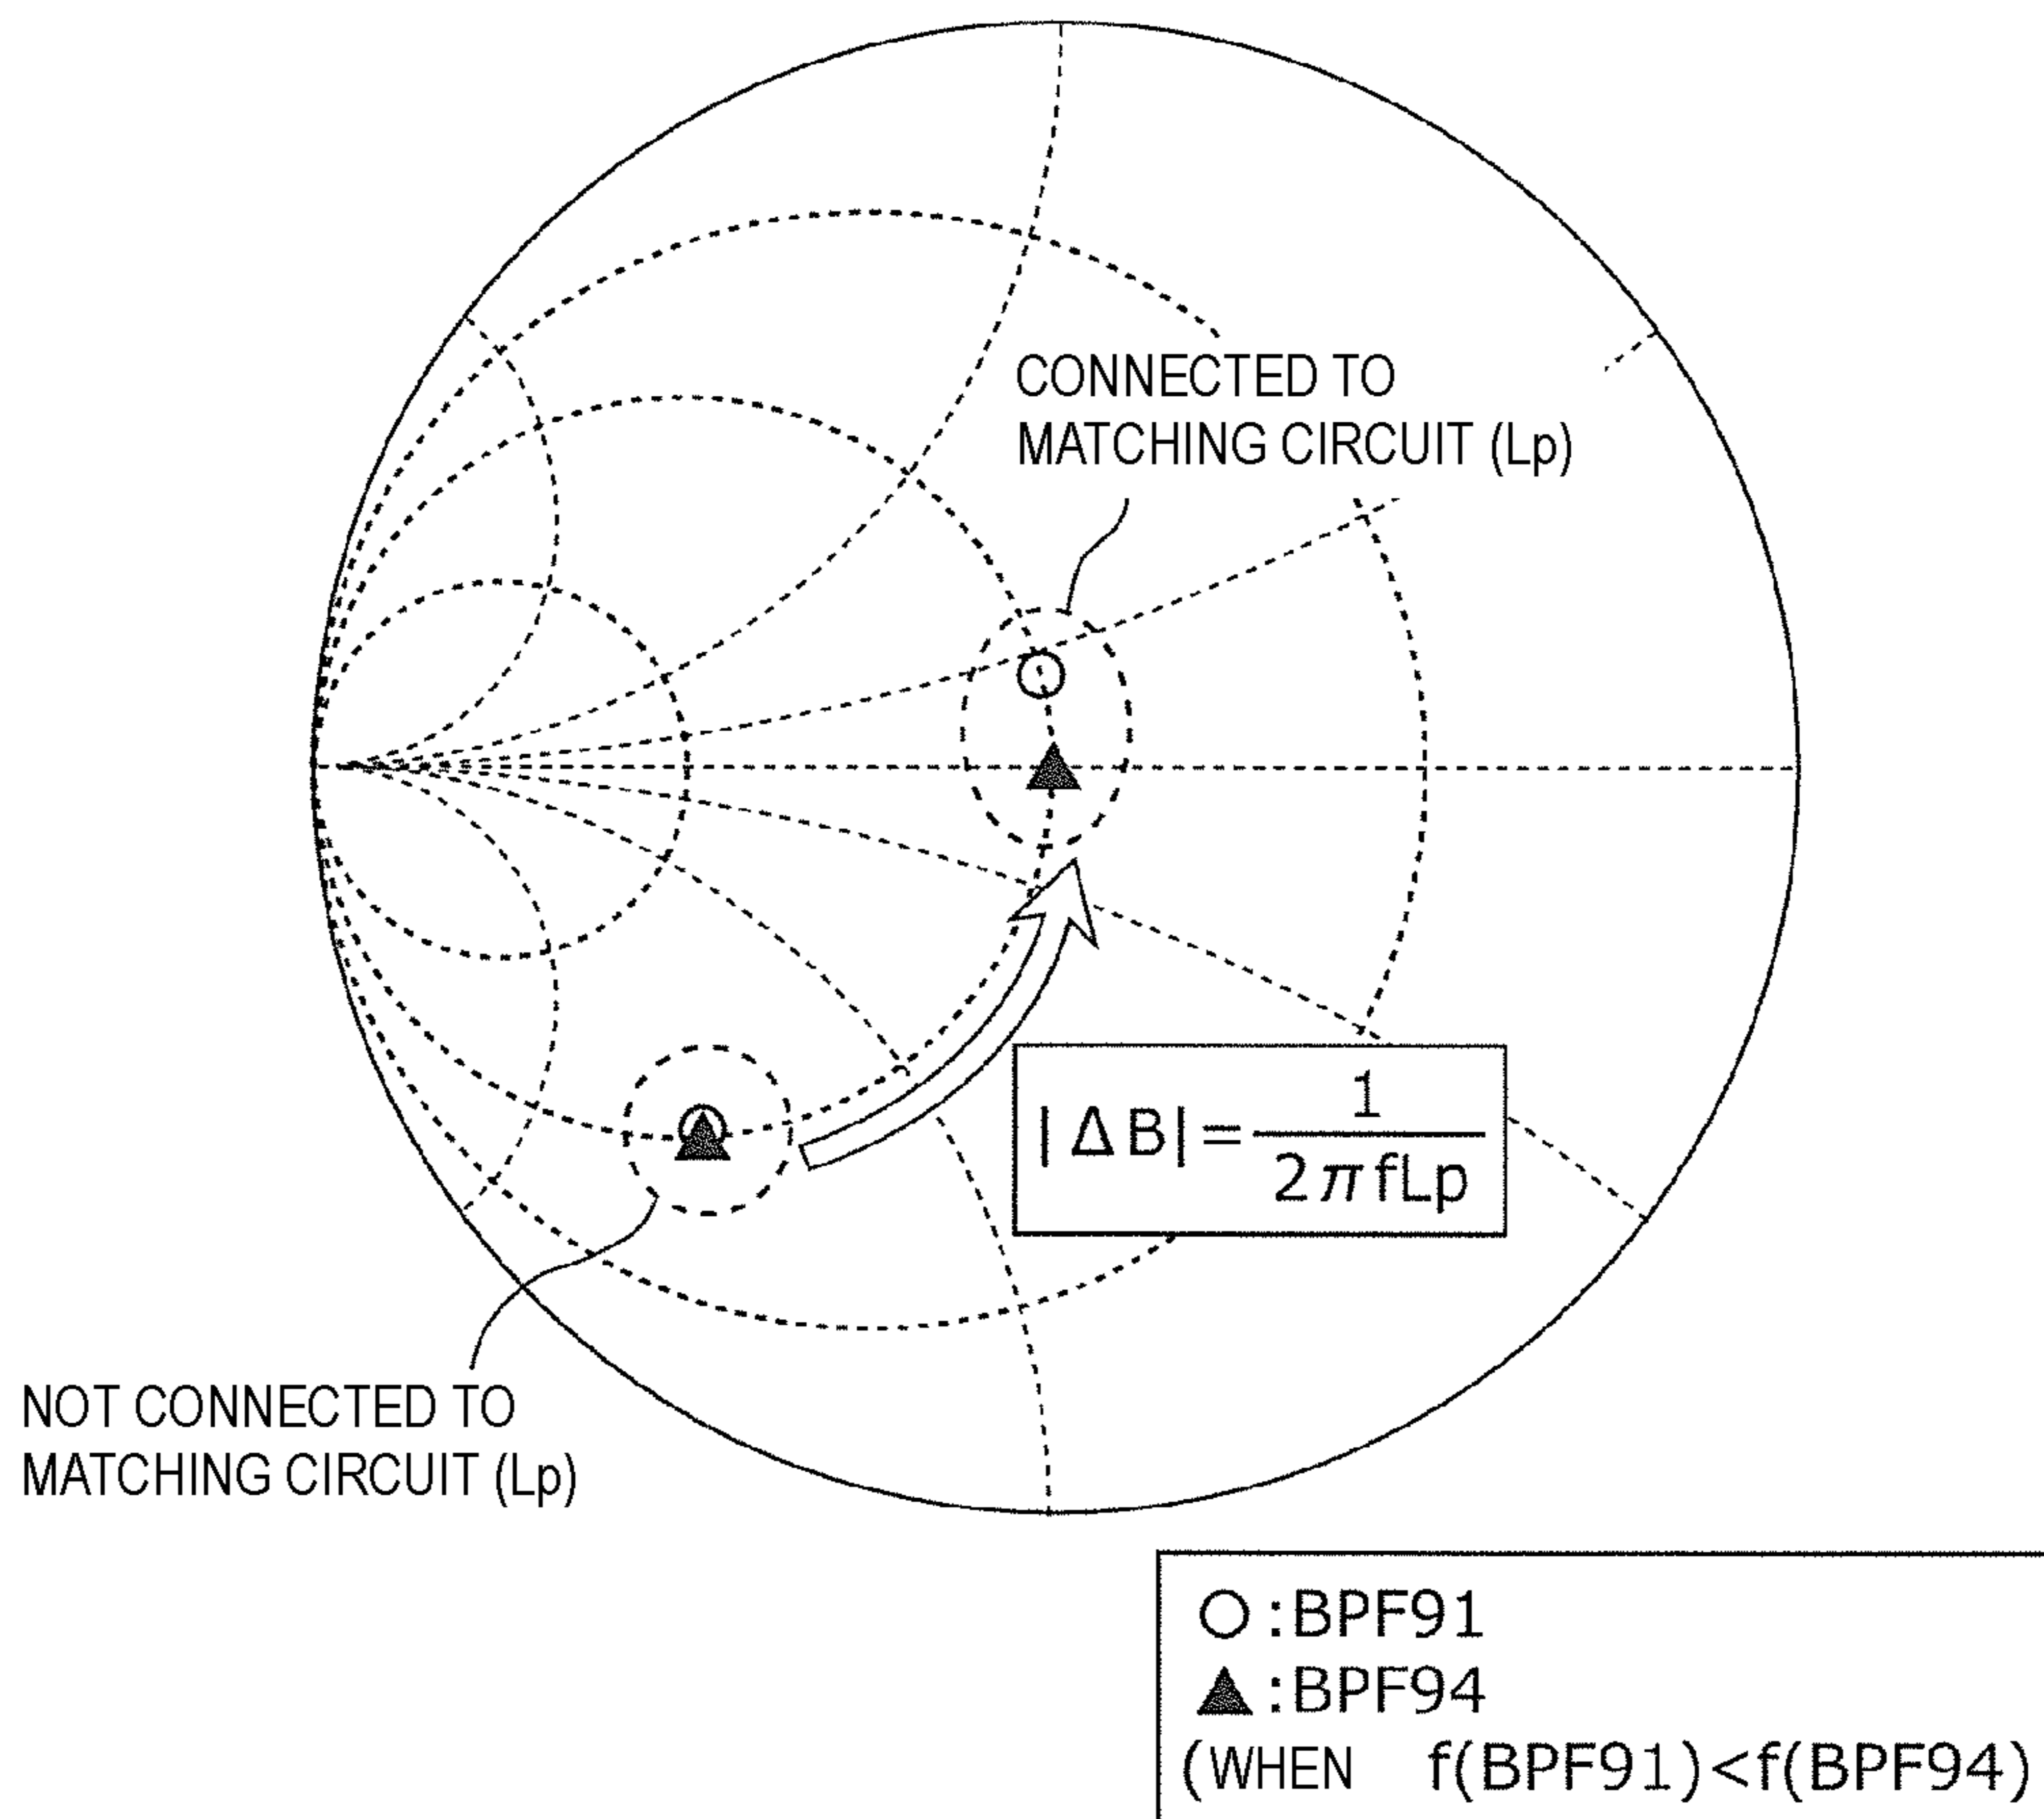 CONNECTED TO
MATCHING CIRCUIT (Lp)
|ΔB|=1/2πfLp
NOT CONNECTED TO
MATCHING CIRCUIT (Lp)
○:BPF91
▲:BPF94
(WHEN f(BPF91)<f(BPF94)